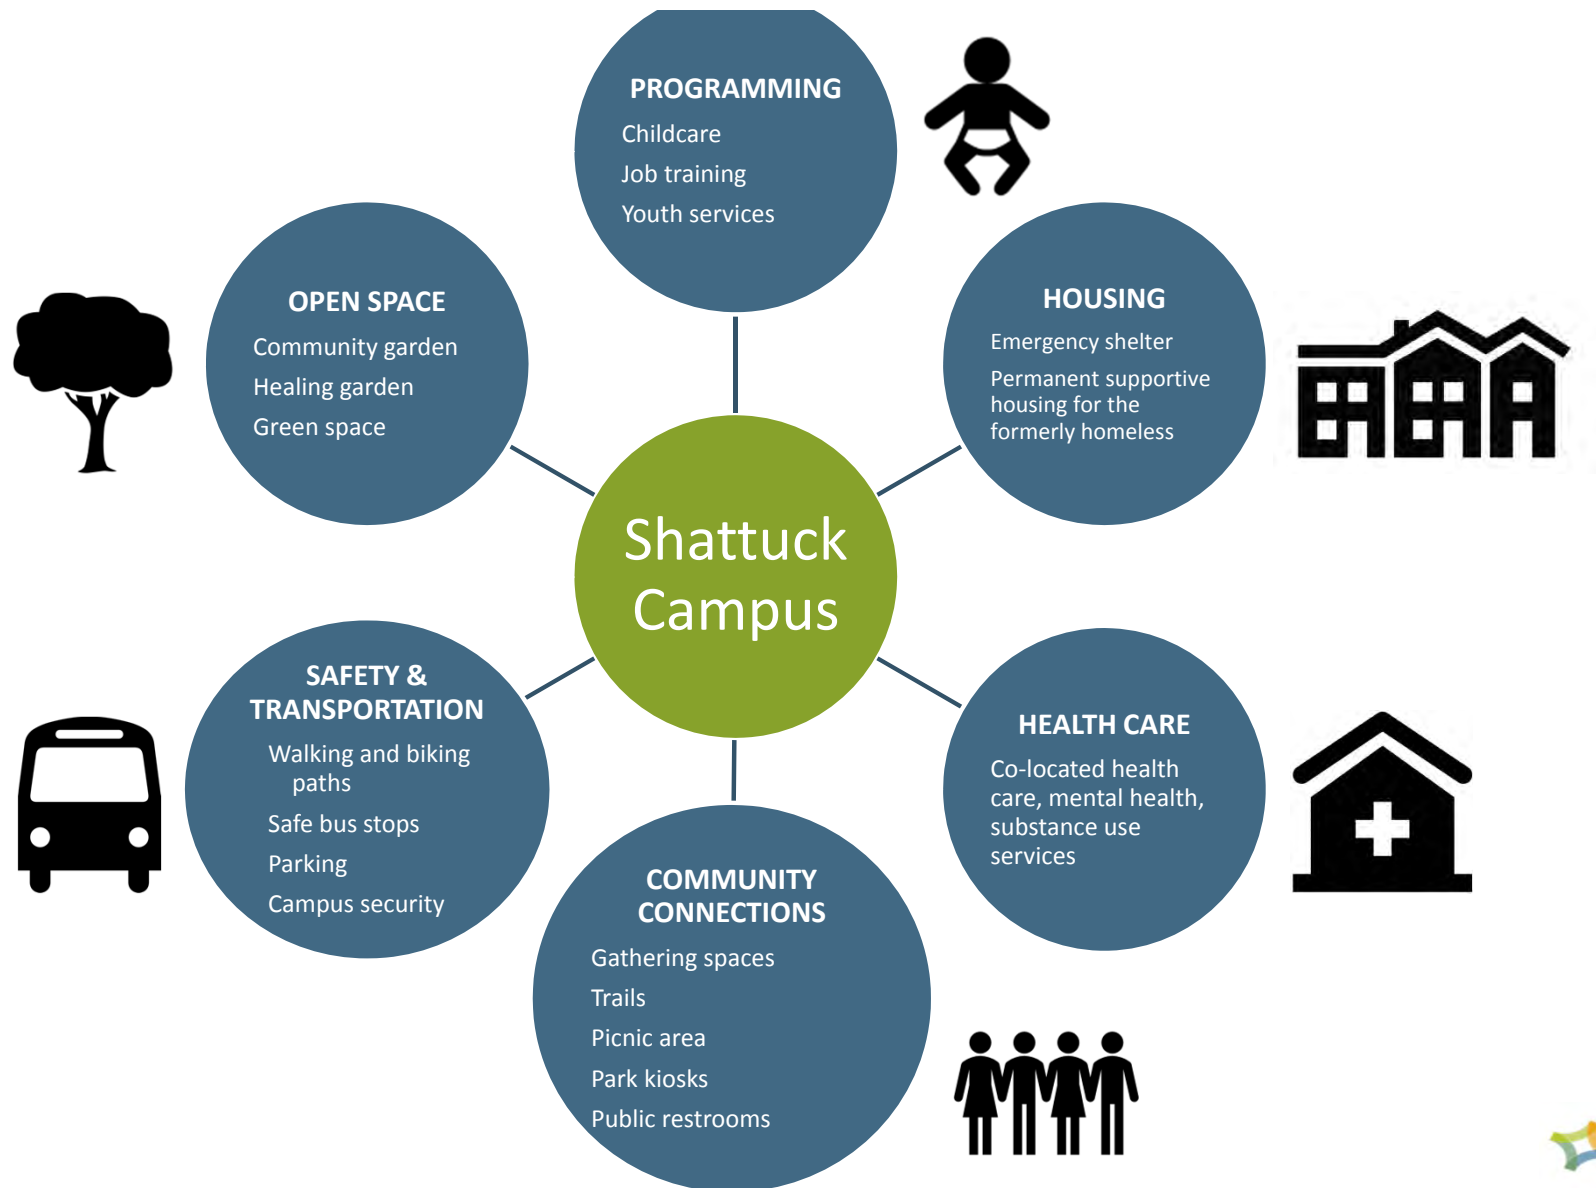 PROGRAMMING
Childcare
Job training
Youth services
OPEN SPACE
Community garden
Healing garden
Green space
HOUSING
Emergency shelter
Permanent supportive
housing for the
formerly homeless
Shattuck
Campus
SAFETY &
TRANSPORTATION
Walking and biking
paths
Safe bus stops
Parking
Campus security
HEALTH CARE
Co-located health
care, mental health,
substance use
services
COMMUNITY
CONNECTIONS
Gathering spaces
Trails
Picnic area
Park kiosks
Public restrooms